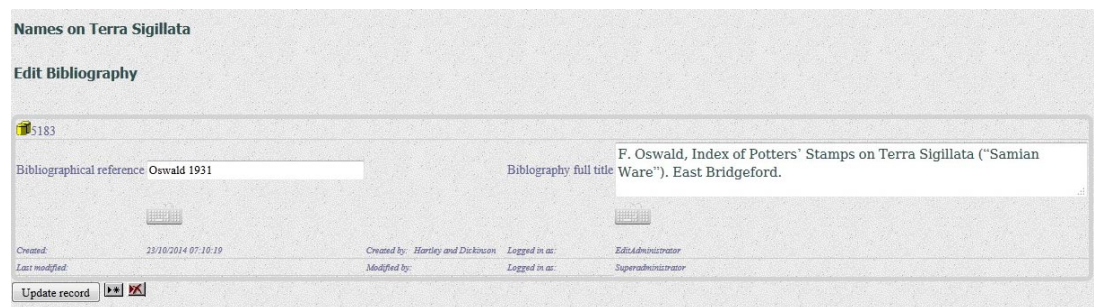 Names on Terra Sigillata
Edit Bibliography
5183
Bibliographical reference Oswald 1931 Bibliography full title F. Oswald, Index of Potters' Stamps on Terra Sigillata ("Samian
Ware"). East Bridgeford.
Created: 23/10/2014 07:10:19 Created by: Hartley and Dickinson Logged in as: EditAdministrator
Last modified: Modified by: Logged in as: Superadministrator
Update record